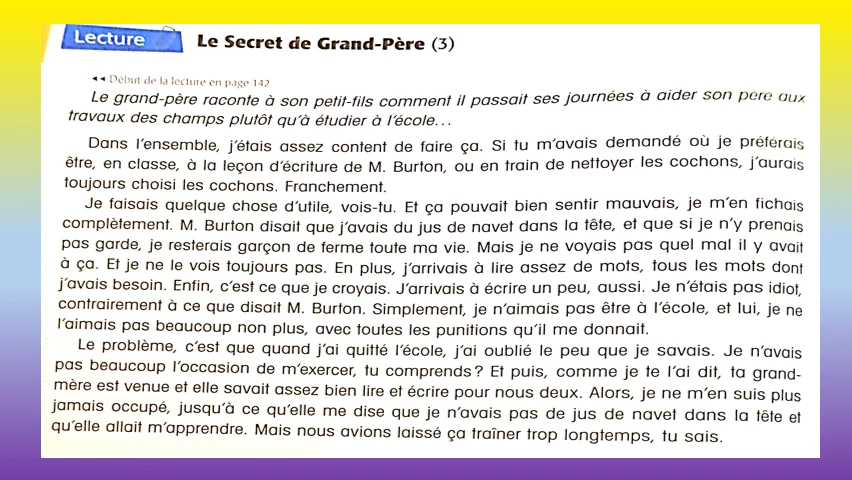 Lecture
Le Secret de Grand-Père (3)
◄◄ Début de la lecture en page 142
Le grand-père raconte à son petit-fils comment il passait ses journées à aider son père aux
travaux des champs plutôt qu'à étudier à l'école...
Dans l'ensemble, j'étais assez content de faire ça. Si tu m'avais demandé où je préférais
être, en classe, à la leçon d'écriture de M. Burton, ou en train de nettoyer les cochons, j'aurais
toujours choisi les cochons. Franchement.
Je faisais quelque chose d'utile, vois-tu. Et ça pouvait bien sentir mauvais, je m'en fichais
complètement. M. Burton disait que j'avais du jus de navet dans la tête, et que si je n'y prenais
pas garde, je resterais garçon de ferme toute ma vie. Mais je ne voyais pas quel mal il y avait
à ça. Et je ne le vois toujours pas. En plus, j'arrivais à lire assez de mots, tous les mots dont
j'avais besoin. Enfin, c'est ce que je croyais. J'arrivais à écrire un peu, aussi. Je n'étais pas idiot,
contrairement à ce que disait M. Burton. Simplement, je n'aimais pas être à l'école, et lui, je ne
l'aimais pas beaucoup non plus, avec toutes les punitions qu'il me donnait.
Le problème, c'est que quand j'ai quitté l'école, j'ai oublié le peu que je savais. Je n'avais
pas beaucoup l'occasion de m'exercer, tu comprends ? Et puis, comme je te l'ai dit, ta grand-
mère est venue et elle savait assez bien lire et écrire pour nous deux. Alors, je ne m'en suis plus
jamais occupé, jusqu'à ce qu'elle me dise que je n'avais pas de jus de navet dans la tête et
qu'elle allait m'apprendre. Mais nous avions laissé ça traîner trop longtemps, tu sais.